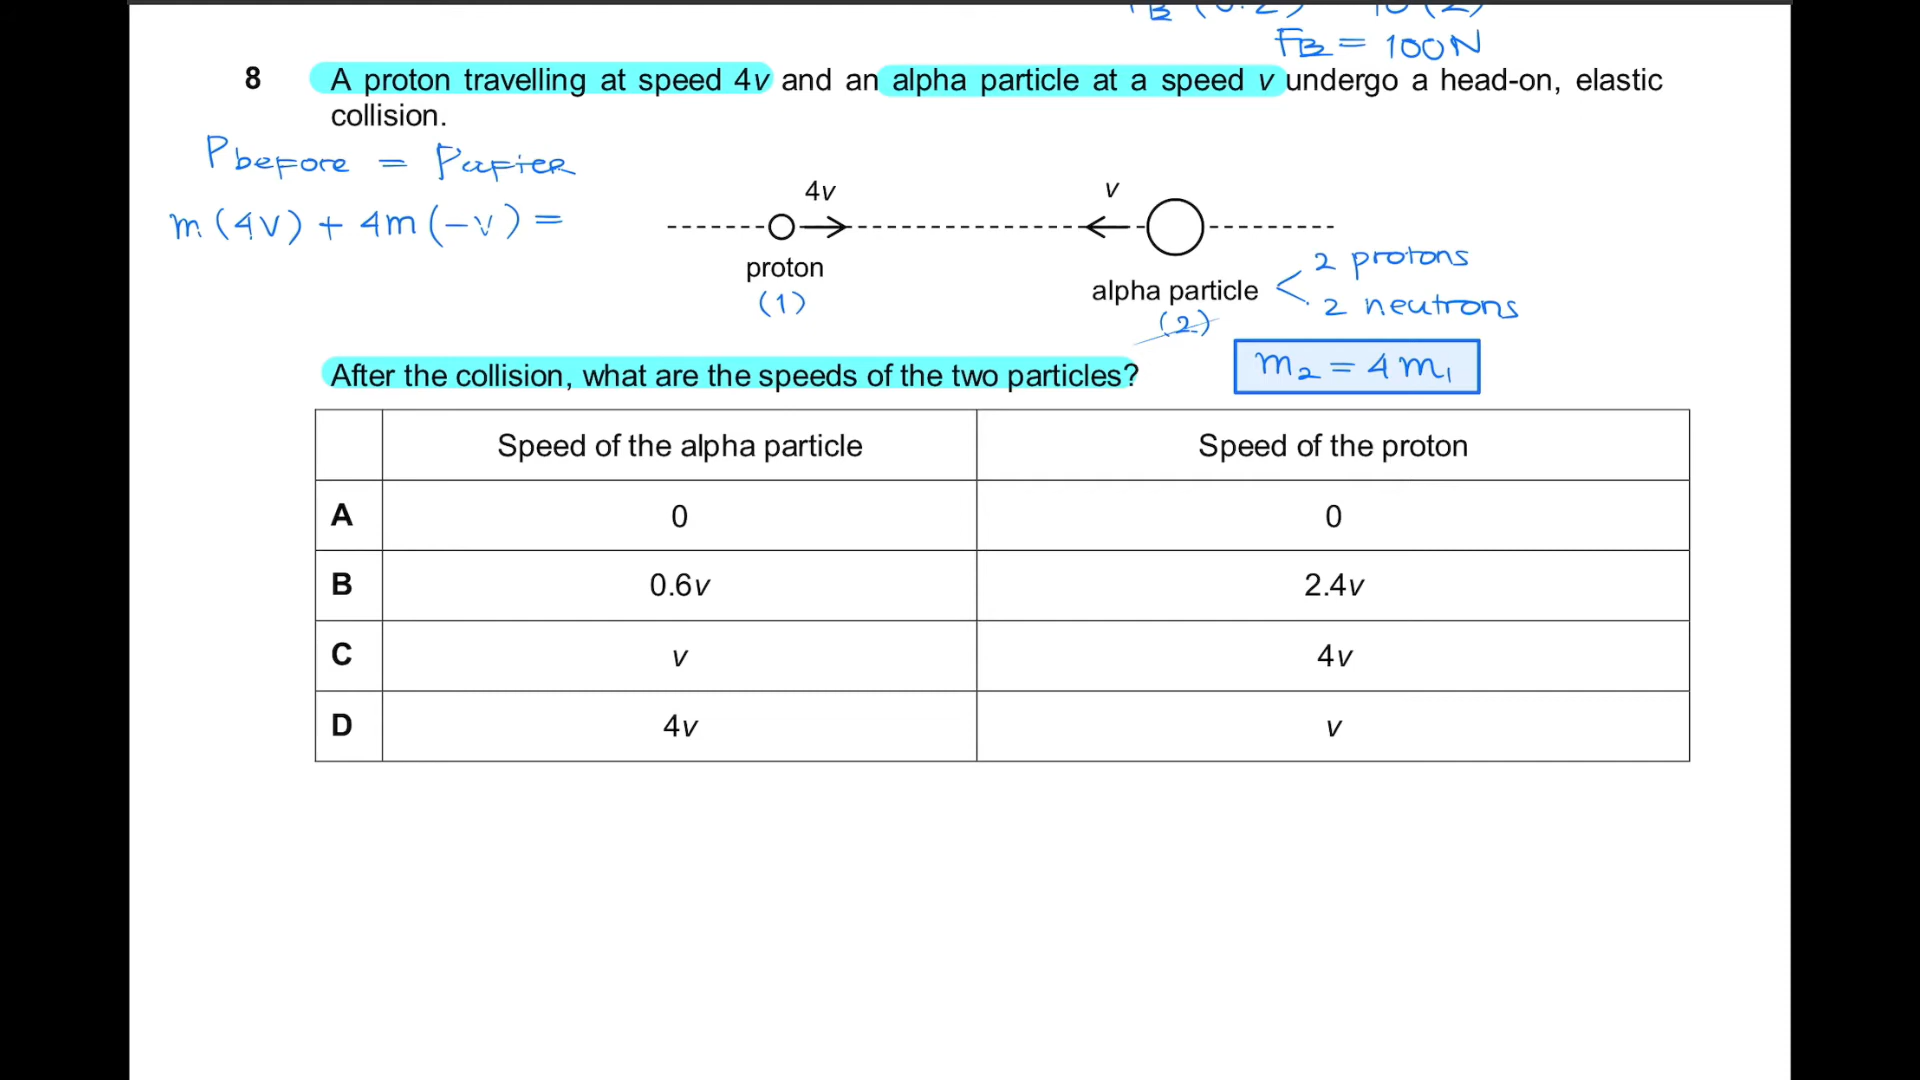 F_B = 100N
8 A proton travelling at speed 4v and an alpha particle at a speed v undergo a head-on, elastic
collision.
P before = P after
m(4v) + 4m(-v) =
4v
v
proton
(1)
alpha particle
(2)
2 protons
2 neutrons
After the collision, what are the speeds of the two particles?
m₂ = 4m₁
Speed of the alpha particle Speed of the proton
A 0 0
B 0.6v 2.4v
C v 4v
D 4v v